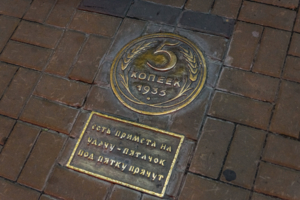 5
КОПЕЕК
1935
есть примета на
удачу - пятачок
под пятку прячут